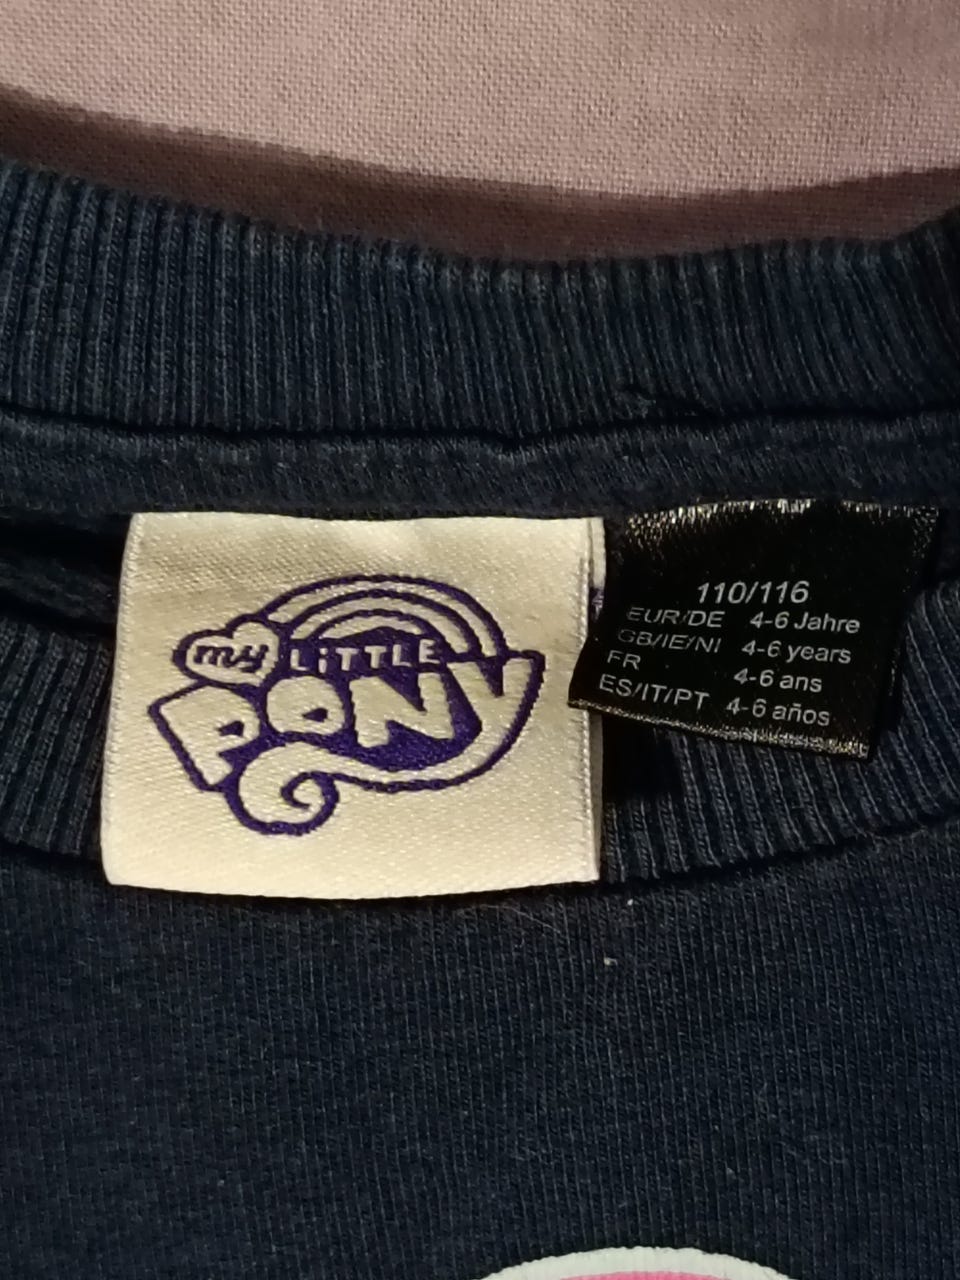 my LiTTLE
PONY
110/116
EUR/DE 4-6 Jahre
GB/IE/NI 4-6 years
FR 4-6 ans
ES/IT/PT 4-6 años